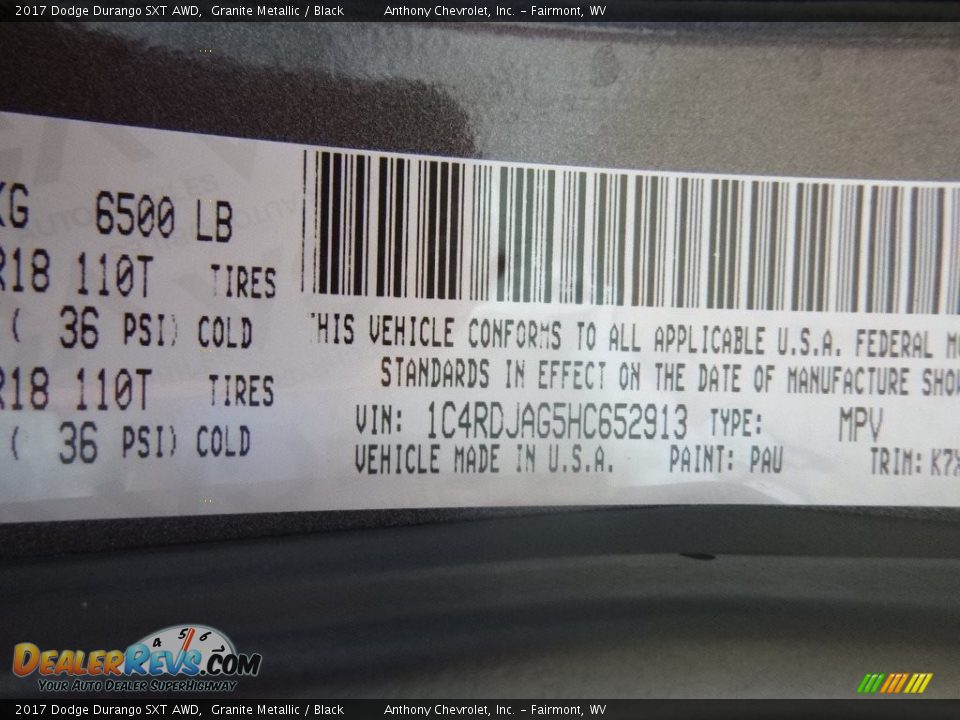 2017 Dodge Durango SXT AWD, Granite Metallic / Black Anthony Chevrolet, Inc. - Fairmont, WV
KG 6500 LB
R18 110T TIRES
( 36 PSI) COLD
R18 110T TIRES
( 36 PSI) COLD
THIS VEHICLE CONFORMS TO ALL APPLICABLE U.S.A. FEDERAL
STANDARDS IN EFFECT ON THE DATE OF MANUFACTURE
VIN: 1C4RDJAG5HC652913 TYPE: MPV
VEHICLE MADE IN U.S.A. PAINT: PAU TRIM: K7X
4 5 6
DEALERREVS.COM
YOUR AUTO DEALER SUPERHIGHWAY
2017 Dodge Durango SXT AWD, Granite Metallic / Black Anthony Chevrolet, Inc. - Fairmont, WV